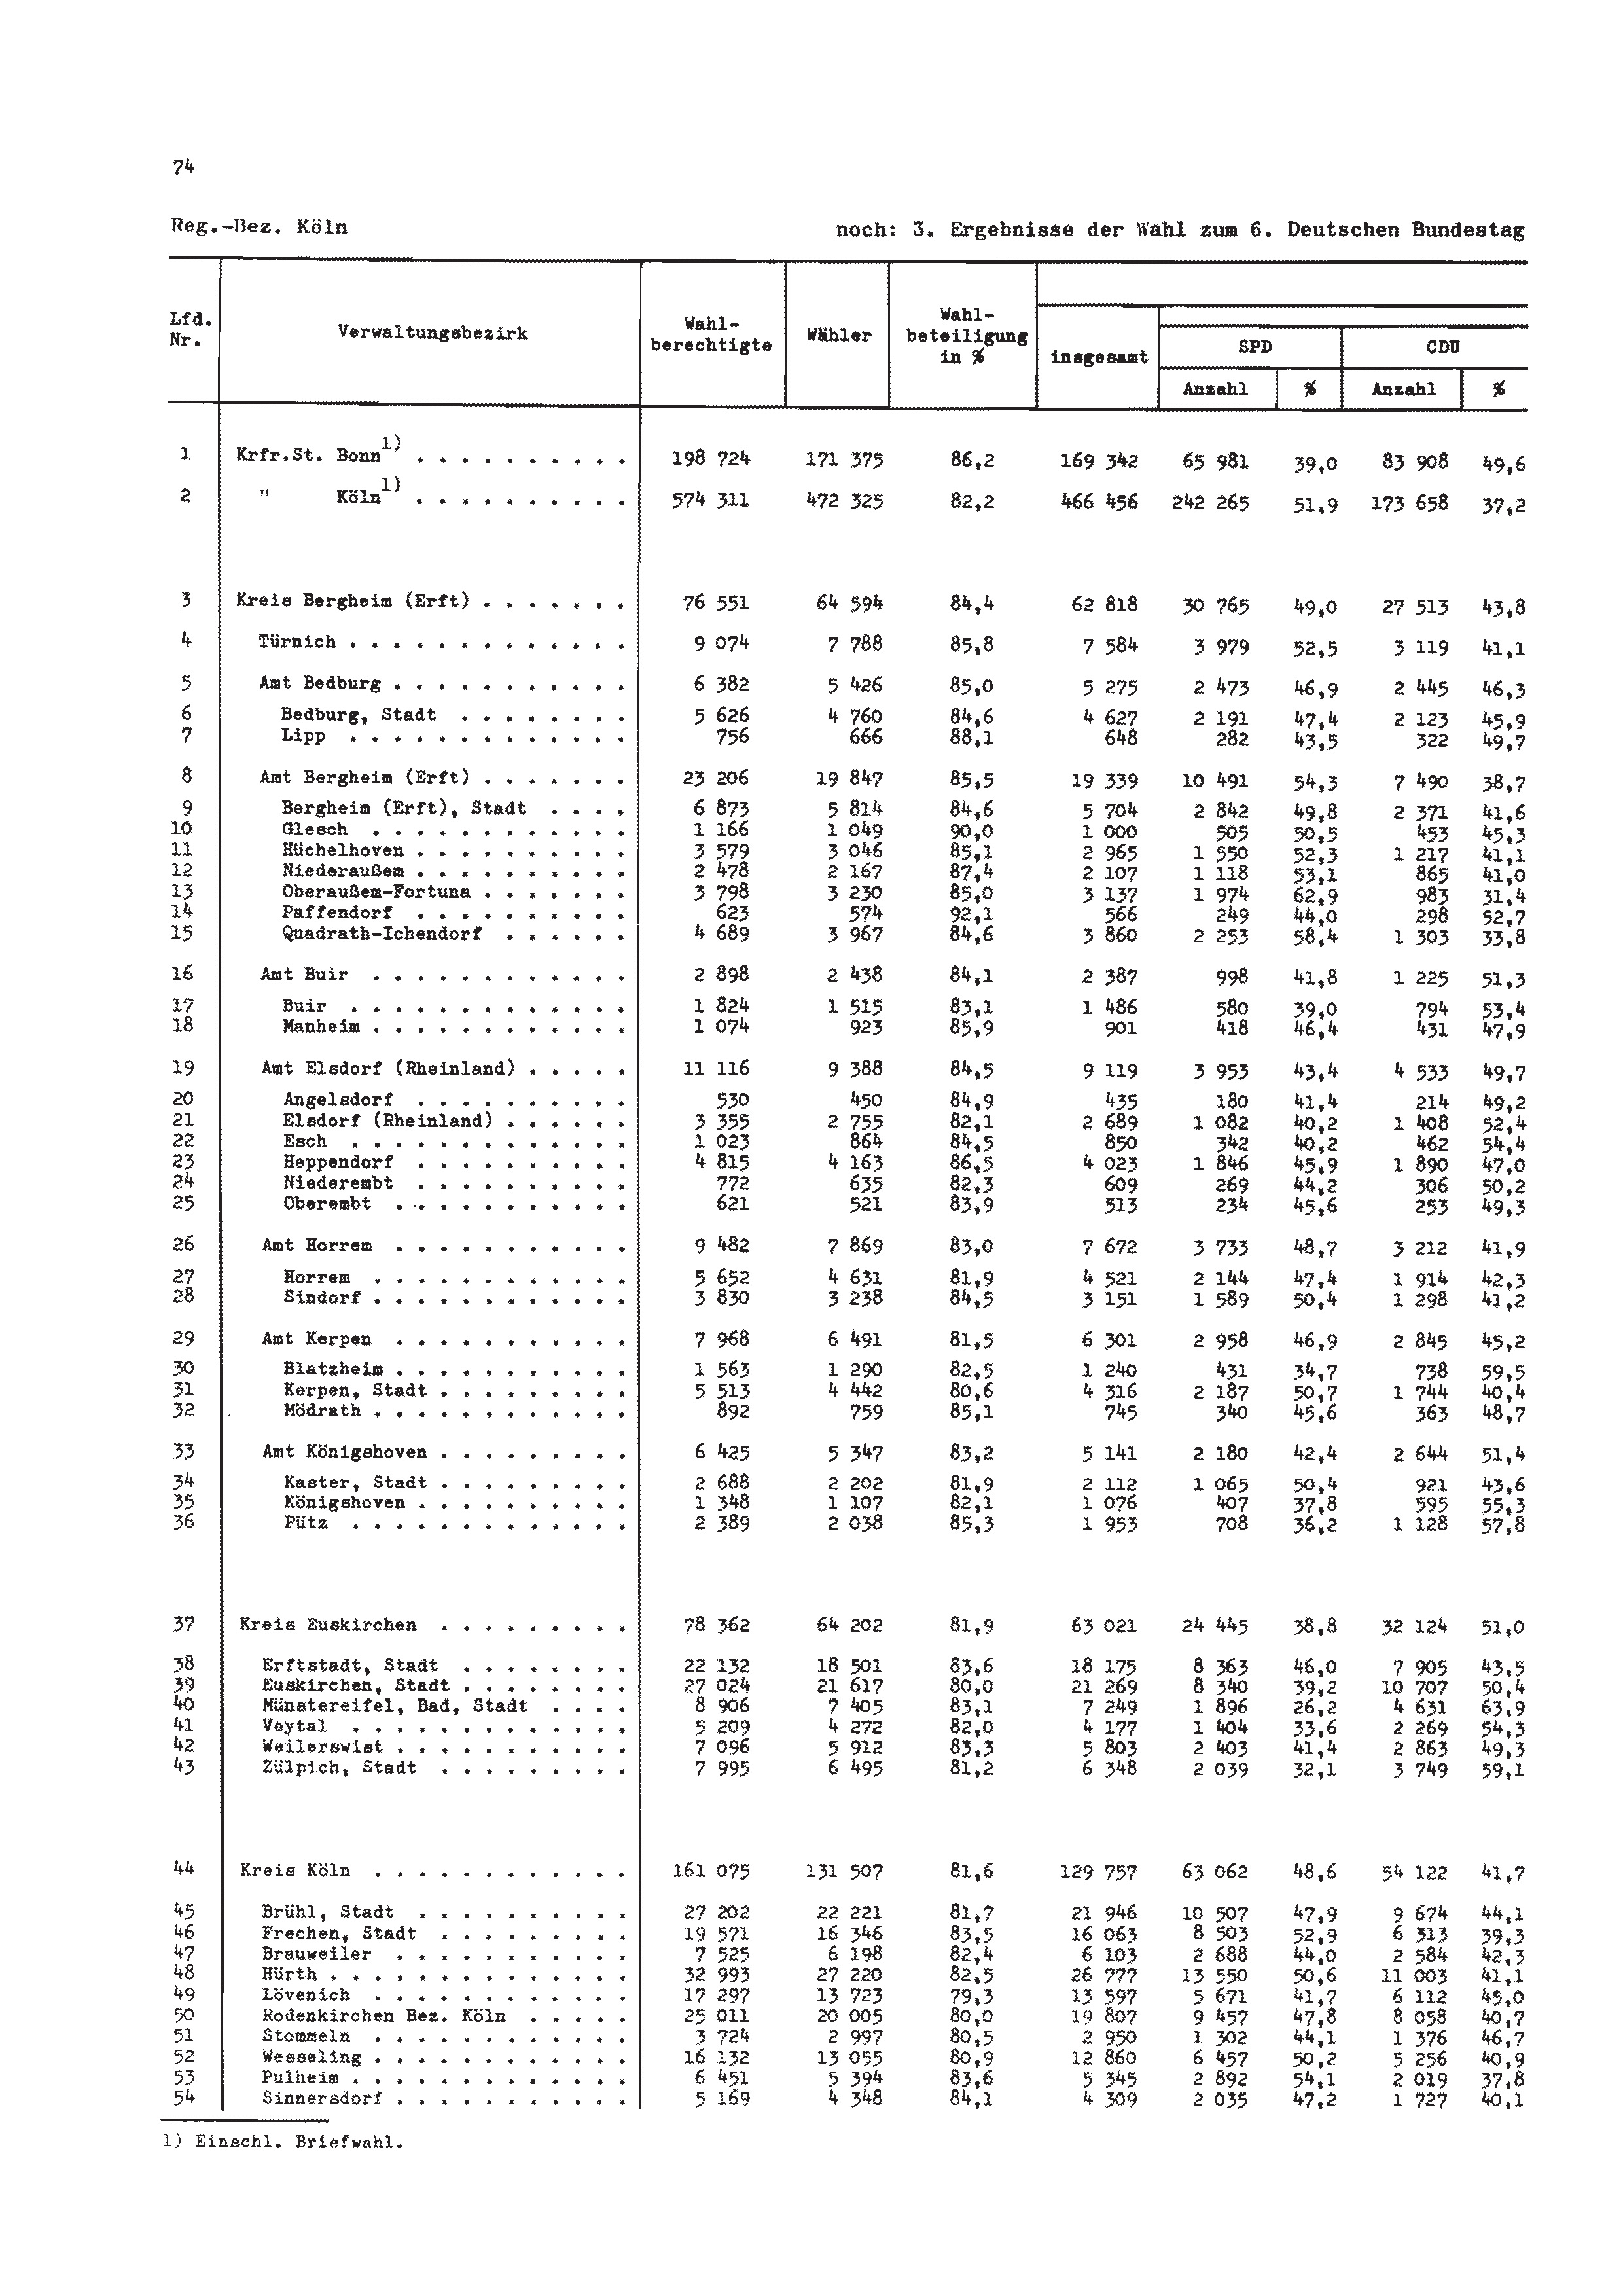 74
Reg.-Bez. Köln noch: 3. Ergebnisse der Wahl zum 6. Deutschen Bundestag
Lfd. Nr. Verwaltungsbezirk Wahl- berechtigte Wähler Wahl- beteiligung in % insgesamt SPD CDU
Anzahl % Anzahl %
1 Krfr.St. Bonn1) . . . . . . . . . . 198 724 171 375 86,2 169 342 65 981 39,0 83 908 49,6
2 " Köln1) . . . . . . . . . . 574 311 472 325 82,2 466 456 242 265 51,9 173 658 37,2
3 Kreis Bergheim (Erft) . . . . . . . 76 551 64 594 84,4 62 818 30 765 49,0 27 513 43,8
4 Türnich . . . . . . . . . . . . . 9 074 7 788 85,8 7 584 3 979 52,5 3 119 41,1
5 Amt Bedburg . . . . . . . . . . . 6 382 5 426 85,0 5 275 2 473 46,9 2 445 46,3
6 Bedburg, Stadt . . . . . . . . 5 626 4 760 84,6 4 627 2 191 47,4 2 123 45,9
7 Lipp . . . . . . . . . . . . . 756 666 88,1 648 282 43,5 322 49,7
8 Amt Bergheim (Erft) . . . . . . . 23 206 19 847 85,5 19 339 10 491 54,3 7 490 38,7
9 Bergheim (Erft), Stadt . . . . 6 873 5 814 84,6 5 704 2 842 49,8 2 371 41,6
10 Glesch . . . . . . . . . . . . 1 166 1 049 90,0 1 000 505 50,5 453 45,3
11 Hüchelhoven . . . . . . . . . . 3 579 3 046 85,1 2 965 1 550 52,3 1 217 41,1
12 Niederaußem . . . . . . . . . . 2 478 2 167 87,4 2 107 1 118 53,1 865 41,0
13 Oberaußem-Fortuna . . . . . . . 3 798 3 230 85,0 3 137 1 974 62,9 983 31,4
14 Paffendorf . . . . . . . . . . 623 574 92,1 566 249 44,0 298 52,7
15 Quadrath-Ichendorf . . . . . . 4 689 3 967 84,6 3 860 2 253 58,4 1 303 33,8
16 Amt Buir . . . . . . . . . . . . 2 898 2 438 84,1 2 387 998 41,8 1 225 51,3
17 Buir . . . . . . . . . . . . . 1 824 1 515 83,1 1 486 580 39,0 794 53,4
18 Manheim . . . . . . . . . . . . 1 074 923 85,9 901 418 46,4 431 47,9
19 Amt Elsdorf (Rheinland) . . . . . 11 116 9 388 84,5 9 119 3 953 43,4 4 533 49,7
20 Angelsdorf . . . . . . . . . . 530 450 84,9 435 180 41,4 214 49,2
21 Elsdorf (Rheinland) . . . . . . 3 355 2 755 82,1 2 689 1 082 40,2 1 408 52,4
22 Esch . . . . . . . . . . . . . 1 023 864 84,5 850 342 40,2 462 54,4
23 Heppendorf . . . . . . . . . . 4 815 4 163 86,5 4 023 1 846 45,9 1 890 47,0
24 Niederembt . . . . . . . . . . 772 635 82,3 609 269 44,2 306 50,2
25 Oberembt . . . . . . . . . . . 621 521 83,9 513 234 45,6 253 49,3
26 Amt Horrem . . . . . . . . . . . 9 482 7 869 83,0 7 672 3 733 48,7 3 212 41,9
27 Horrem . . . . . . . . . . . . 5 652 4 631 81,9 4 521 2 144 47,4 1 914 42,3
28 Sindorf . . . . . . . . . . . . 3 830 3 238 84,5 3 151 1 589 50,4 1 298 41,2
29 Amt Kerpen . . . . . . . . . . . 7 968 6 491 81,5 6 301 2 958 46,9 2 845 45,2
30 Blatzheim . . . . . . . . . . . 1 563 1 290 82,5 1 240 431 34,7 738 59,5
31 Kerpen, Stadt . . . . . . . . . 5 513 4 442 80,6 4 316 2 187 50,7 1 744 40,4
32 Mödrath . . . . . . . . . . . . 892 759 85,1 745 340 45,6 363 48,7
33 Amt Königshoven . . . . . . . . . 6 425 5 347 83,2 5 141 2 180 42,4 2 644 51,4
34 Kaster, Stadt . . . . . . . . . 2 688 2 202 81,9 2 112 1 065 50,4 921 43,6
35 Königshoven . . . . . . . . . . 1 348 1 107 82,1 1 076 407 37,8 595 55,3
36 Pütz . . . . . . . . . . . . . 2 389 2 038 85,3 1 953 708 36,2 1 128 57,8
37 Kreis Euskirchen . . . . . . . . . 78 362 64 202 81,9 63 021 24 445 38,8 32 124 51,0
38 Erftstadt, Stadt . . . . . . . . 22 132 18 501 83,6 18 175 8 363 46,0 7 905 43,5
39 Euskirchen, Stadt . . . . . . . . 27 024 21 617 80,0 21 269 8 340 39,2 10 707 50,4
40 Münstereifel, Bad, Stadt . . . . 8 906 7 405 83,1 7 249 1 896 26,2 4 631 63,9
41 Veytal . . . . . . . . . . . . . 5 209 4 272 82,0 4 177 1 404 33,6 2 269 54,3
42 Weilerswist . . . . . . . . . . . 7 096 5 912 83,3 5 803 2 403 41,4 2 863 49,3
43 Zülpich, Stadt . . . . . . . . . 7 995 6 495 81,2 6 348 2 039 32,1 3 749 59,1
44 Kreis Köln . . . . . . . . . . . . 161 075 131 507 81,6 129 757 63 062 48,6 54 122 41,7
45 Brühl, Stadt . . . . . . . . . . 27 202 22 221 81,7 21 946 10 507 47,9 9 674 44,1
46 Frechen, Stadt . . . . . . . . . 19 571 16 346 83,5 16 063 8 503 52,9 6 313 39,3
47 Brauweiler . . . . . . . . . . . 7 525 6 198 82,4 6 103 2 688 44,0 2 584 42,3
48 Hürth . . . . . . . . . . . . . . 32 993 27 220 82,5 26 777 13 550 50,6 11 003 41,1
49 Lövenich . . . . . . . . . . . . 17 297 13 723 79,3 13 597 5 671 41,7 6 112 45,0
50 Rodenkirchen Bez. Köln . . . . . 25 011 20 005 80,0 19 807 9 457 47,8 8 058 40,7
51 Stommeln . . . . . . . . . . . . 3 724 2 997 80,5 2 950 1 302 44,1 1 376 46,7
52 Wesseling . . . . . . . . . . . . 16 132 13 055 80,9 12 860 6 457 50,2 5 256 40,9
53 Pulheim . . . . . . . . . . . . . 6 451 5 394 83,6 5 345 2 892 54,1 2 019 37,8
54 Sinnersdorf . . . . . . . . . . . 5 169 4 348 84,1 4 309 2 035 47,2 1 727 40,1
1) Einschl. Briefwahl.